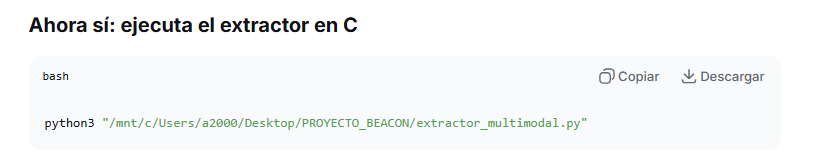 Ahora sí: ejecuta el extractor en C
bash
Copiar
Descargar
python3 "/mnt/c/Users/a2000/Desktop/PROYECTO_BEACON/extractor_multimodal.py"